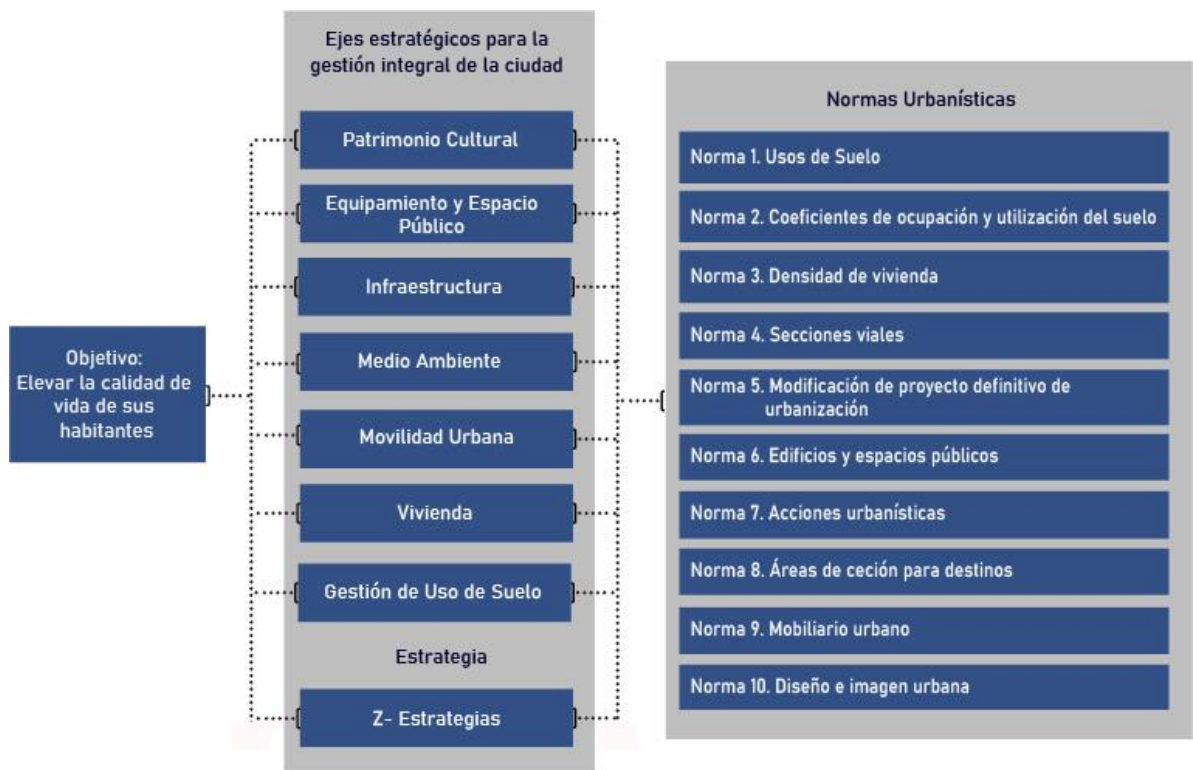 Objetivo:
Elevar la calidad de
vida de sus
habitantes
Ejes estratégicos para la
gestión integral de la ciudad
Patrimonio Cultural
Equipamiento y Espacio
Público
Infraestructura
Medio Ambiente
Movilidad Urbana
Vivienda
Gestión de Uso de Suelo
Estrategia
Z- Estrategias
Normas Urbanísticas
Norma 1. Usos de Suelo
Norma 2. Coeficientes de ocupación y utilización del suelo
Norma 3. Densidad de vivienda
Norma 4. Secciones viales
Norma 5. Modificación de proyecto definitivo de
urbanización
Norma 6. Edificios y espacios públicos
Norma 7. Acciones urbanísticas
Norma 8. Áreas de ceción para destinos
Norma 9. Mobiliario urbano
Norma 10. Diseño e imagen urbana